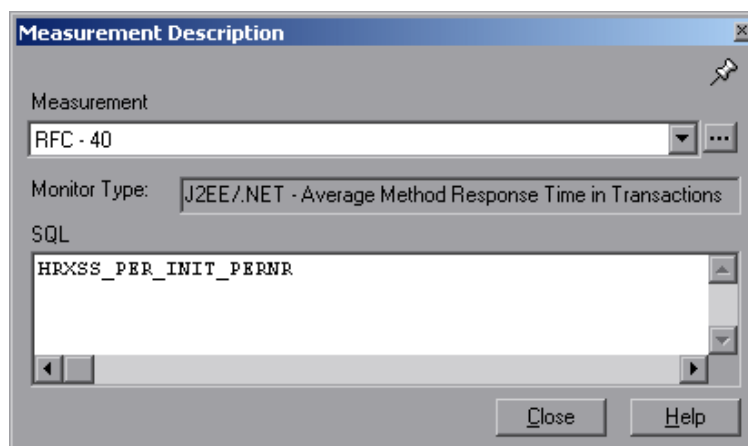 Measurement Description
Measurement
RFC - 40
...
Monitor Type:
J2EE/.NET - Average Method Response Time in Transactions
SQL
HRXSS_PER_INIT_PERNR
Close
Help